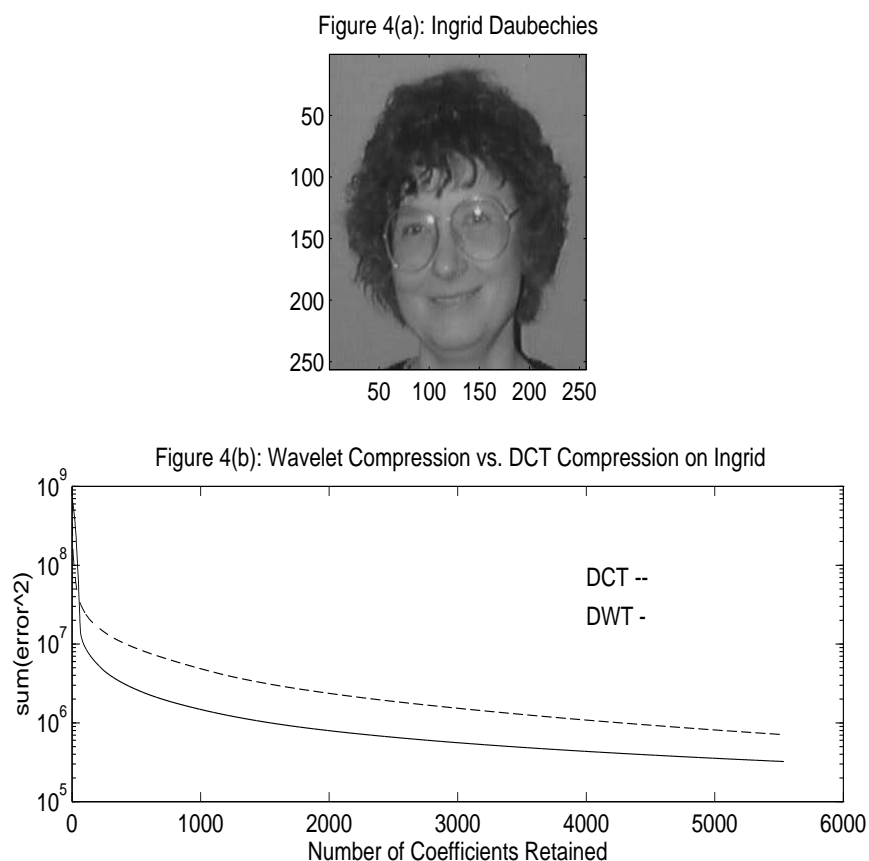 Figure 4(a): Ingrid Daubechies
50
100
150
200
250
50 100 150 200 250
Figure 4(b): Wavelet Compression vs. DCT Compression on Ingrid
sum(error^2)
10^9
10^8
10^7
10^6
10^5
DCT --
DWT -
0 1000 2000 3000 4000 5000 6000
Number of Coefficients Retained